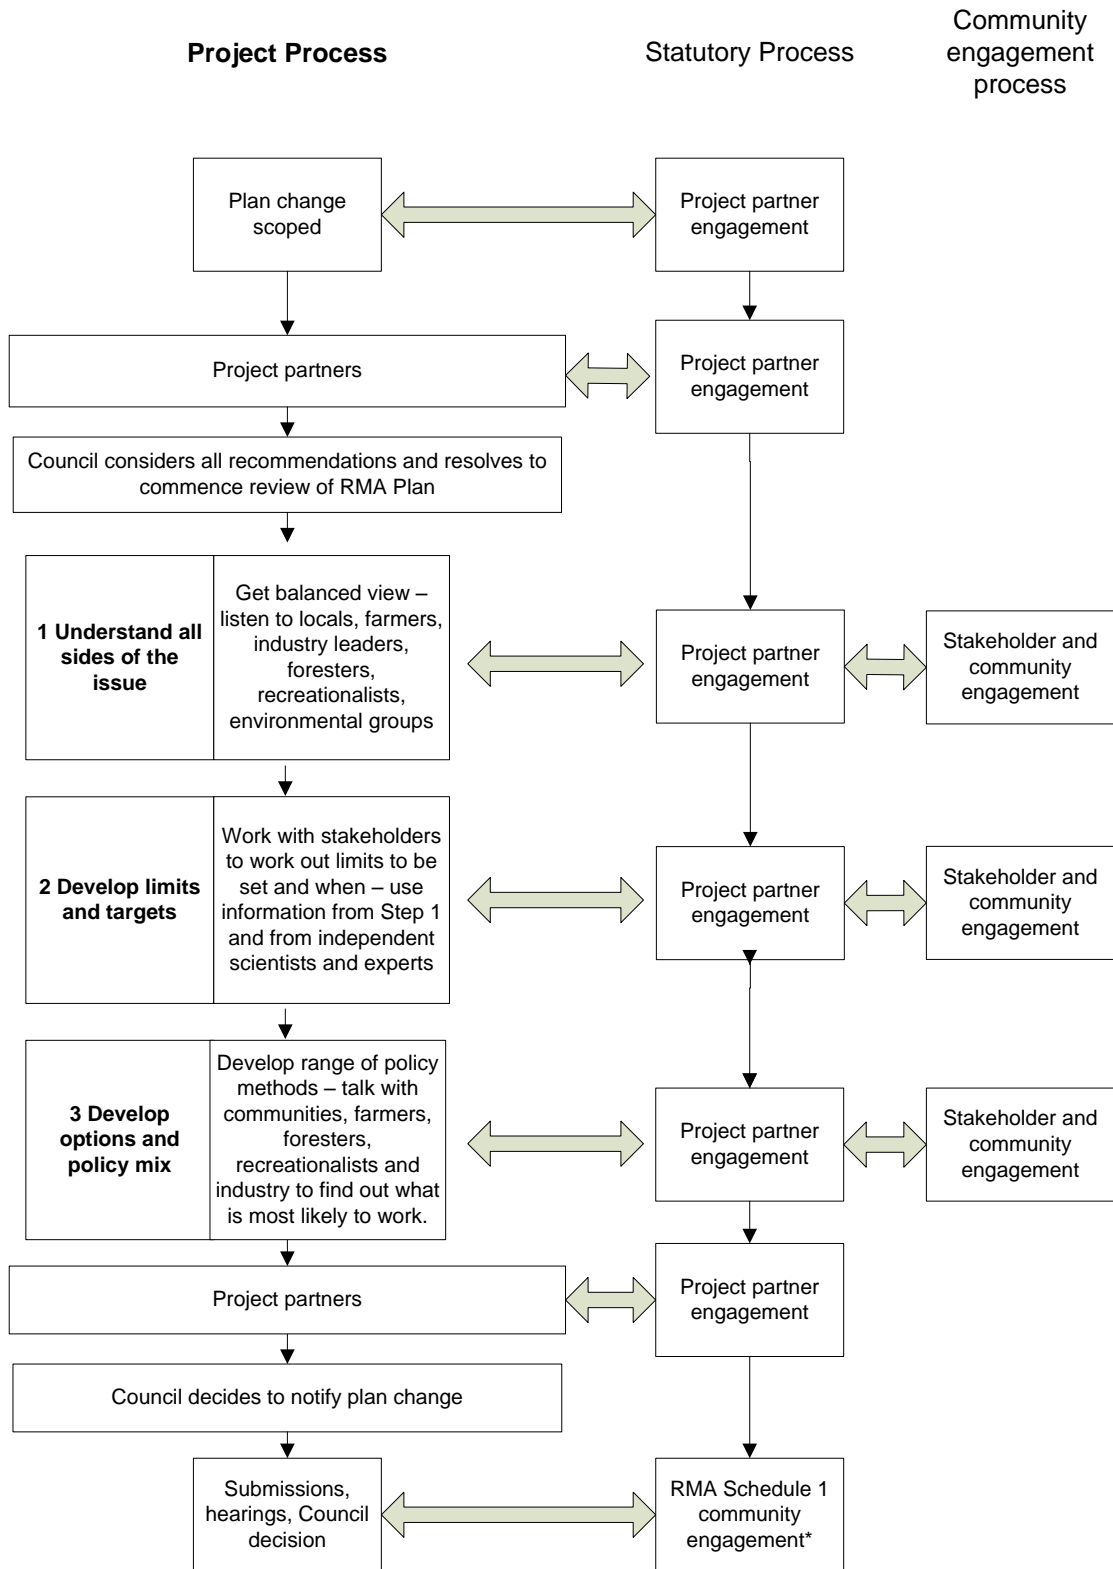 Project Process
Statutory Process
Community
engagement
process
Plan change
scoped
Project partner
engagement
Project partners
Project partner
engagement
Council considers all recommendations and resolves to
commence review of RMA Plan
1 Understand all
sides of the
issue
Get balanced view –
listen to locals, farmers,
industry leaders,
foresters,
recreationalists,
environmental groups
Project partner
engagement
Stakeholder and
community
engagement
2 Develop limits
and targets
Work with stakeholders
to work out limits to be
set and when – use
information from Step 1
and from independent
scientists and experts
Project partner
engagement
Stakeholder and
community
engagement
3 Develop
options and
policy mix
Develop range of policy
methods – talk with
communities, farmers,
foresters,
recreationalists and
industry to find out what
is most likely to work.
Project partner
engagement
Stakeholder and
community
engagement
Project partners
Project partner
engagement
Council decides to notify plan change
Submissions,
hearings, Council
decision
RMA Schedule 1
community
engagement*